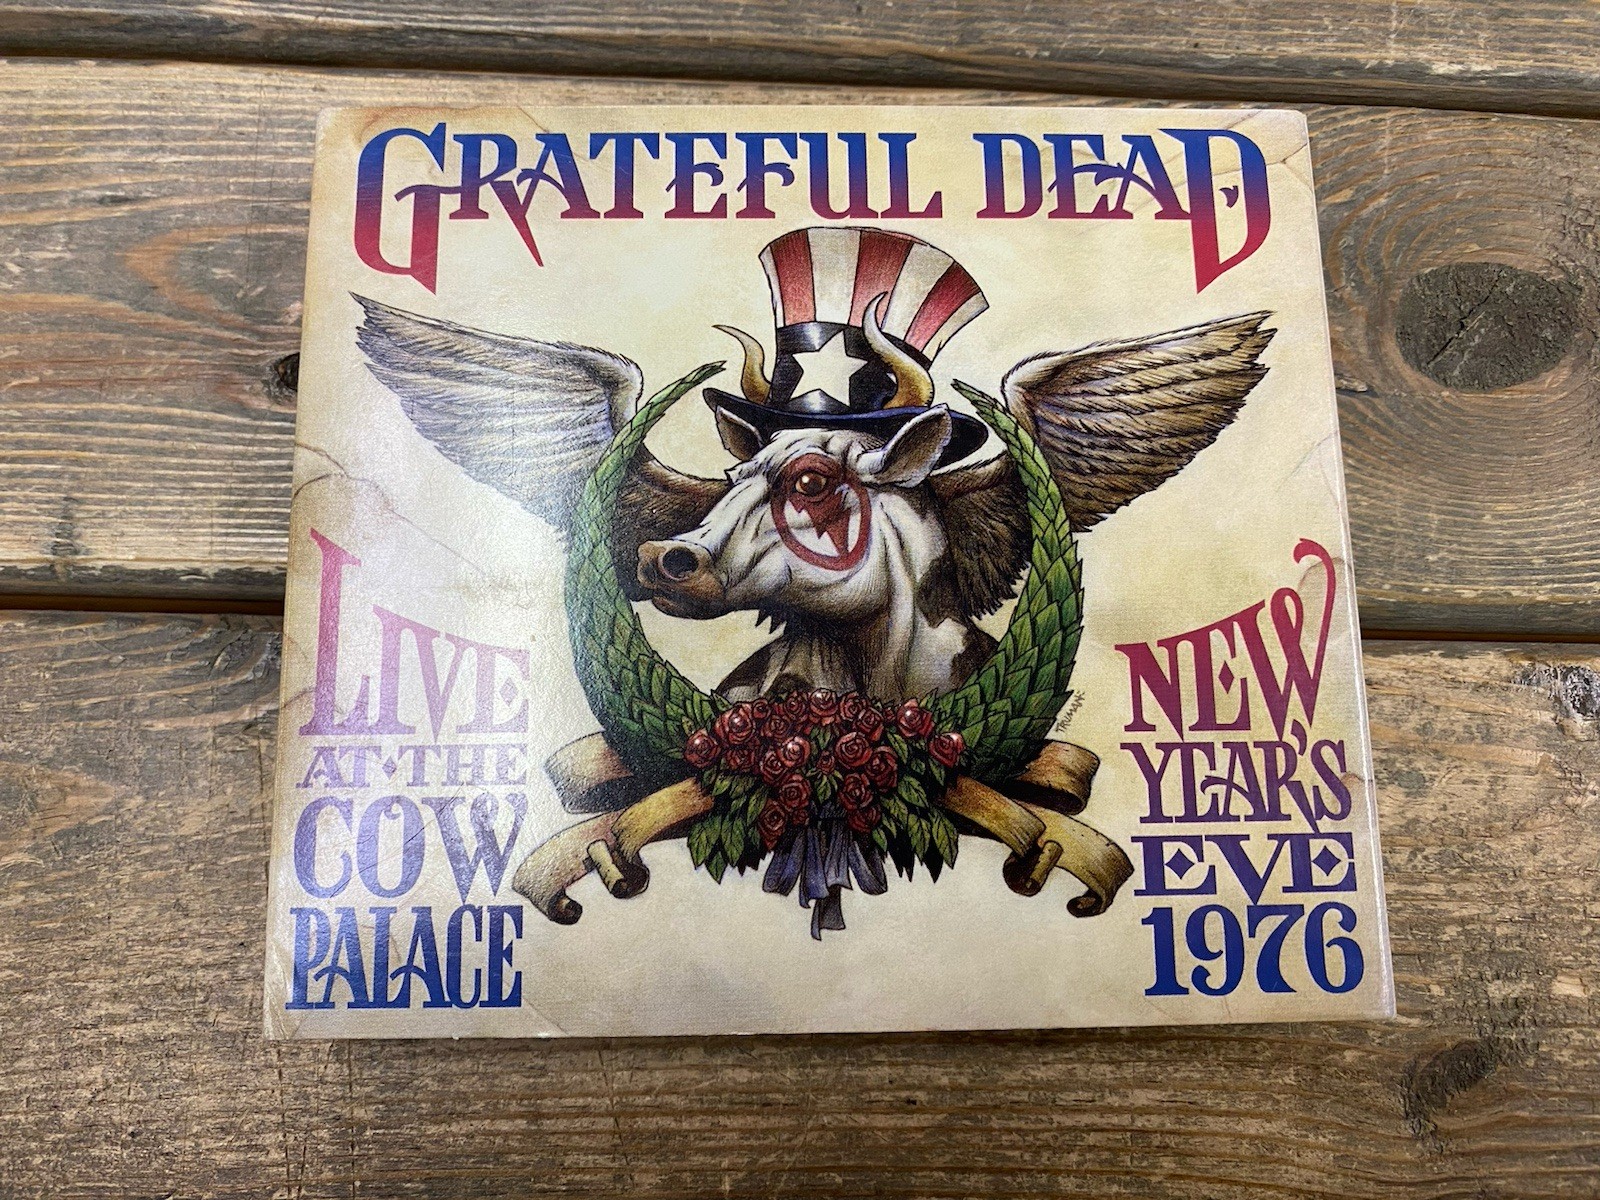 GRATEFUL DEAD
LIVE
AT·THE
COW
PALACE
NEW
YEAR'S
EVE
1976
TRUMAN